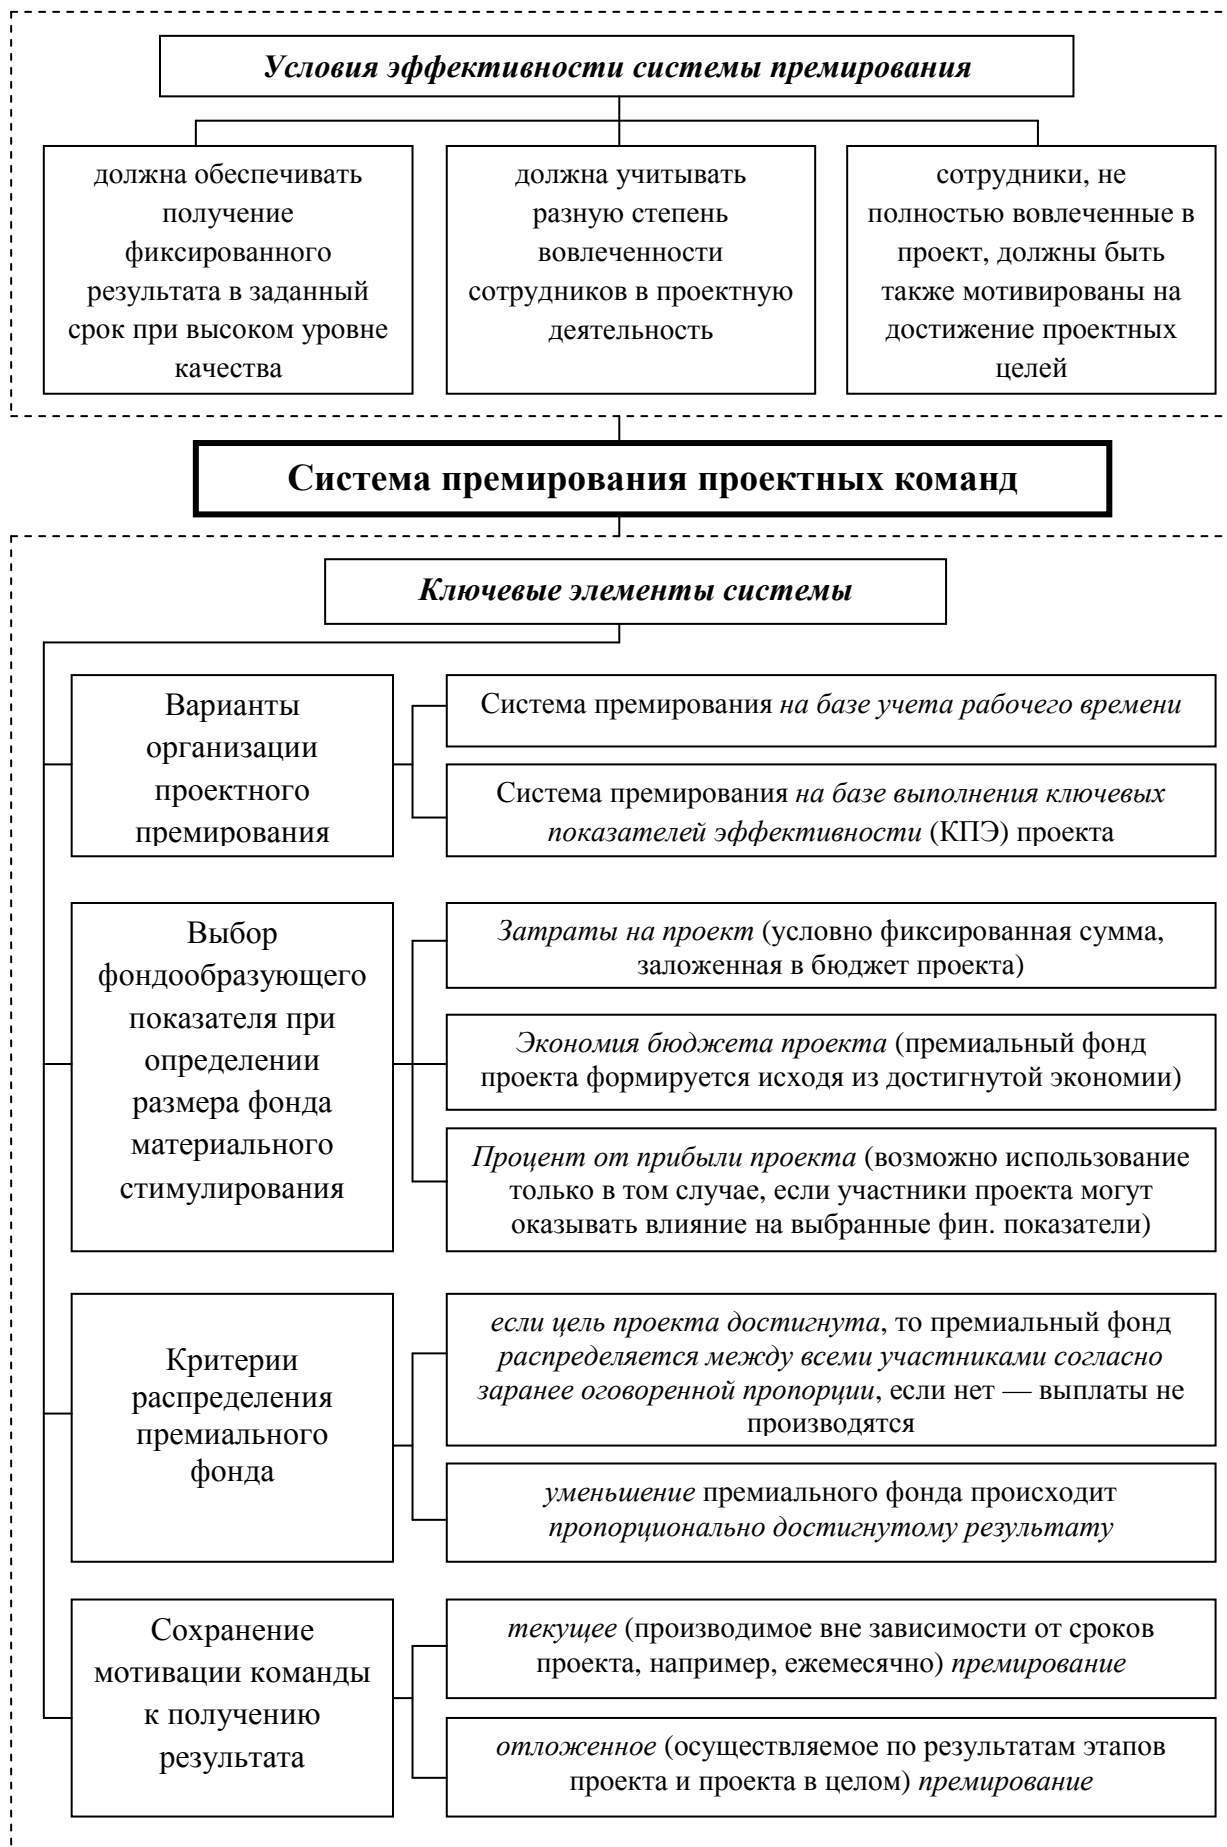 Условия эффективности системы премирования
должна обеспечивать
получение
фиксированного
результата в заданный
срок при высоком уровне
качества
должна учитывать
разную степень
вовлеченности
сотрудников в проектную
деятельность
сотрудники, не
полностью вовлеченные в
проект, должны быть
также мотивированы на
достижение проектных
целей
Система премирования проектных команд
Ключевые элементы системы
Варианты
организации
проектного
премирования
Система премирования на базе учета рабочего времени
Система премирования на базе выполнения ключевых
показателей эффективности (КПЭ) проекта
Выбор
фондообразующего
показателя при
определении
размера фонда
материального
стимулирования
Затраты на проект (условно фиксированная сумма,
заложенная в бюджет проекта)
Экономия бюджета проекта (премиальный фонд
проекта формируется исходя из достигнутой экономии)
Процент от прибыли проекта (возможно использование
только в том случае, если участники проекта могут
оказывать влияние на выбранные фин. показатели)
Критерии
распределения
премиального
фонда
если цель проекта достигнута, то премиальный фонд
распределяется между всеми участниками согласно
заранее оговоренной пропорции, если нет — выплаты не
производятся
уменьшение премиального фонда происходит
пропорционально достигнутому результату
Сохранение
мотивации команды
к получению
результата
текущее (производимое вне зависимости от сроков
проекта, например, ежемесячно) премирование
отложенное (осуществляемое по результатам этапов
проекта и проекта в целом) премирование